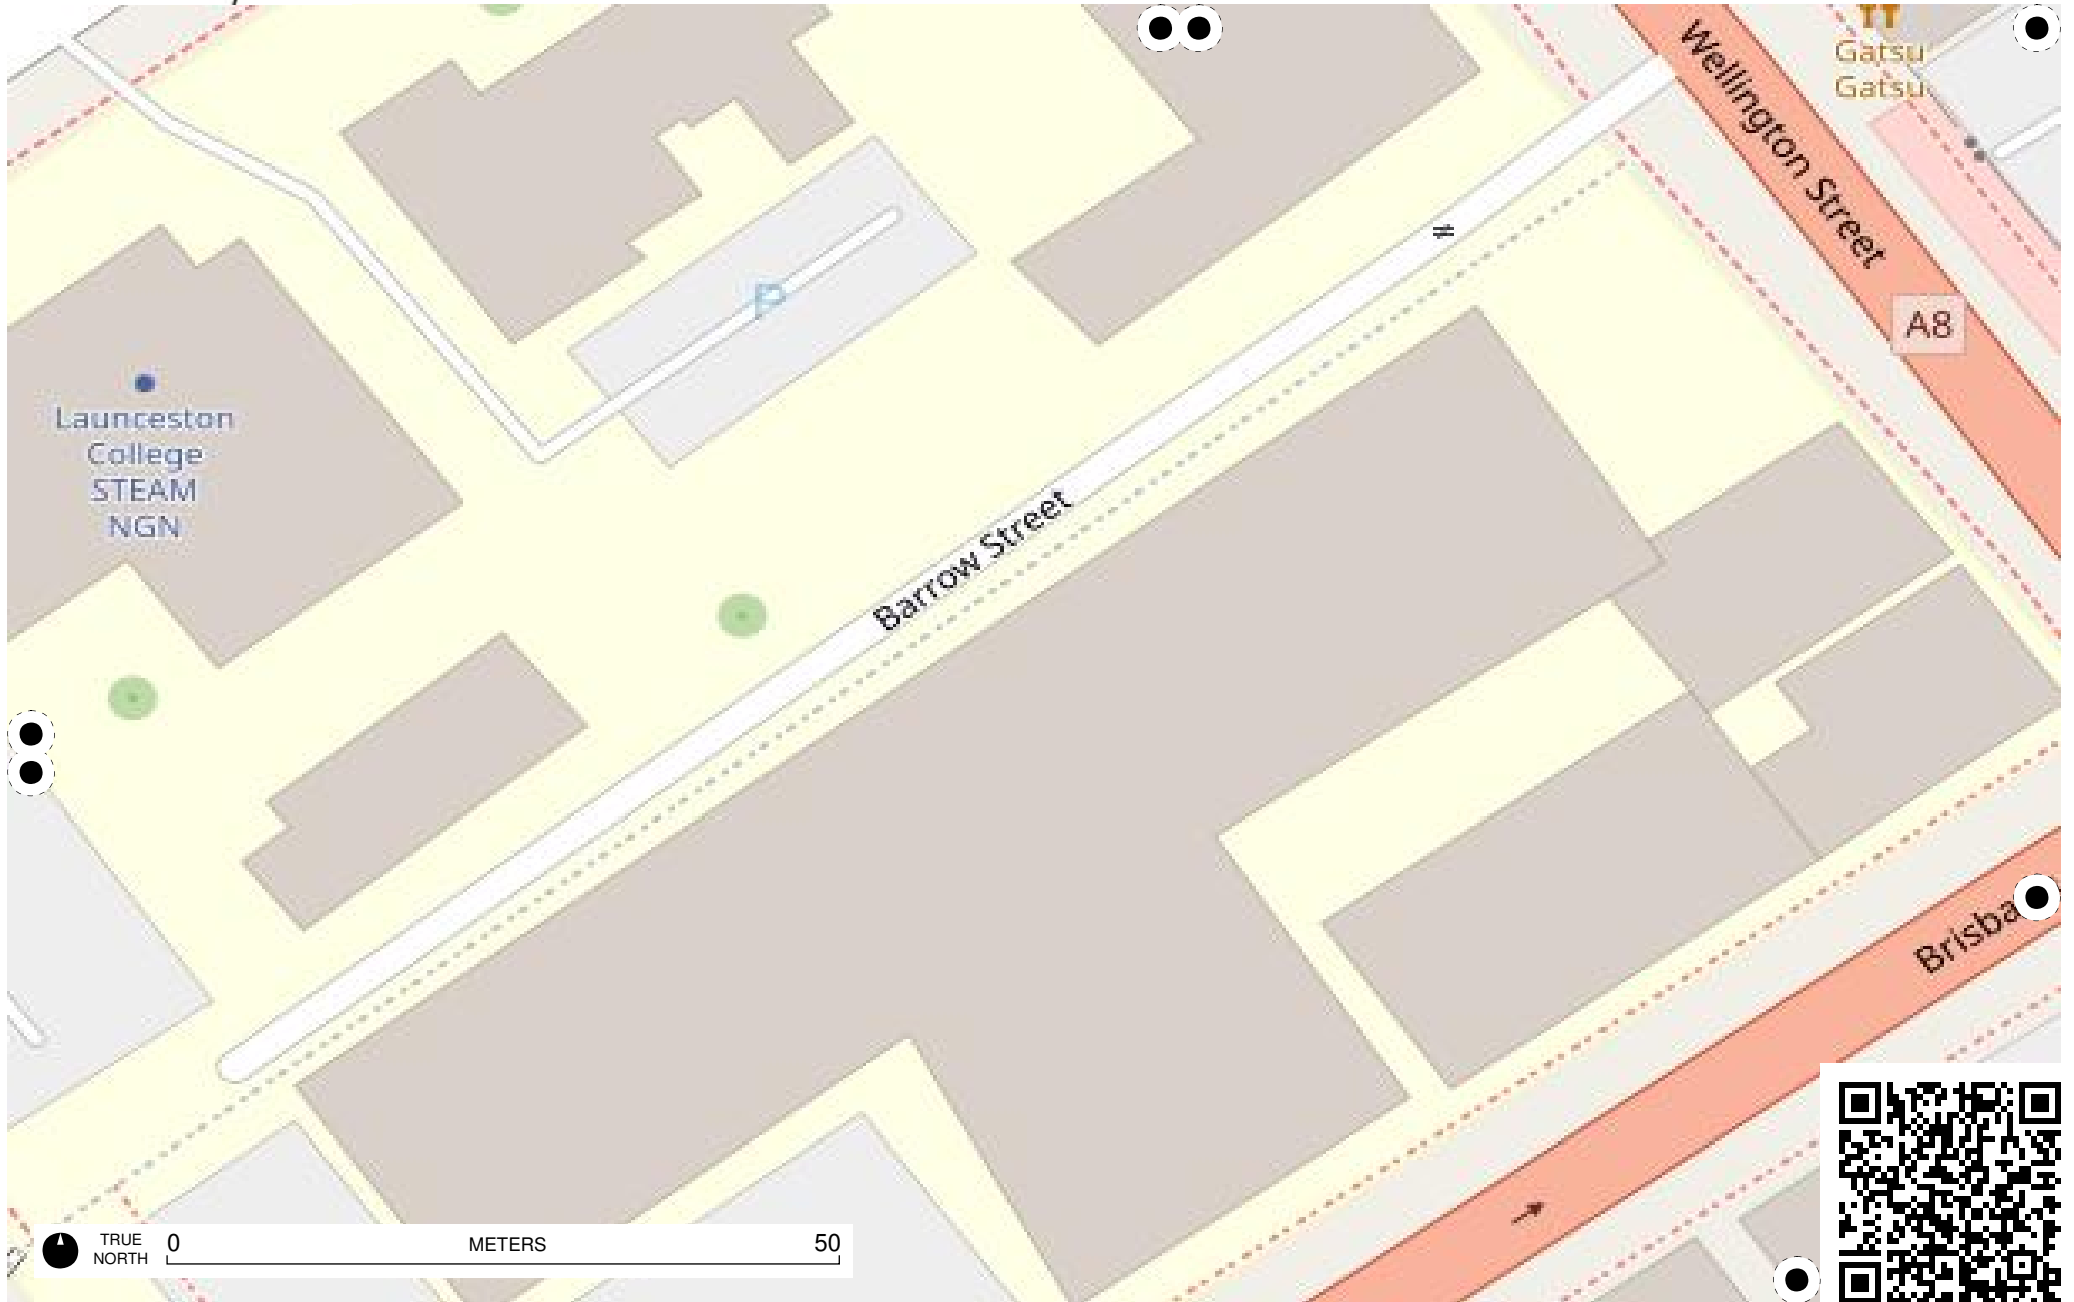 Wellington Street
Gatsu
Gatsu
A8
P
Launceston
College
STEAM
NGN
Barrow Street
Brisba
TRUE
NORTH
0 METERS 50